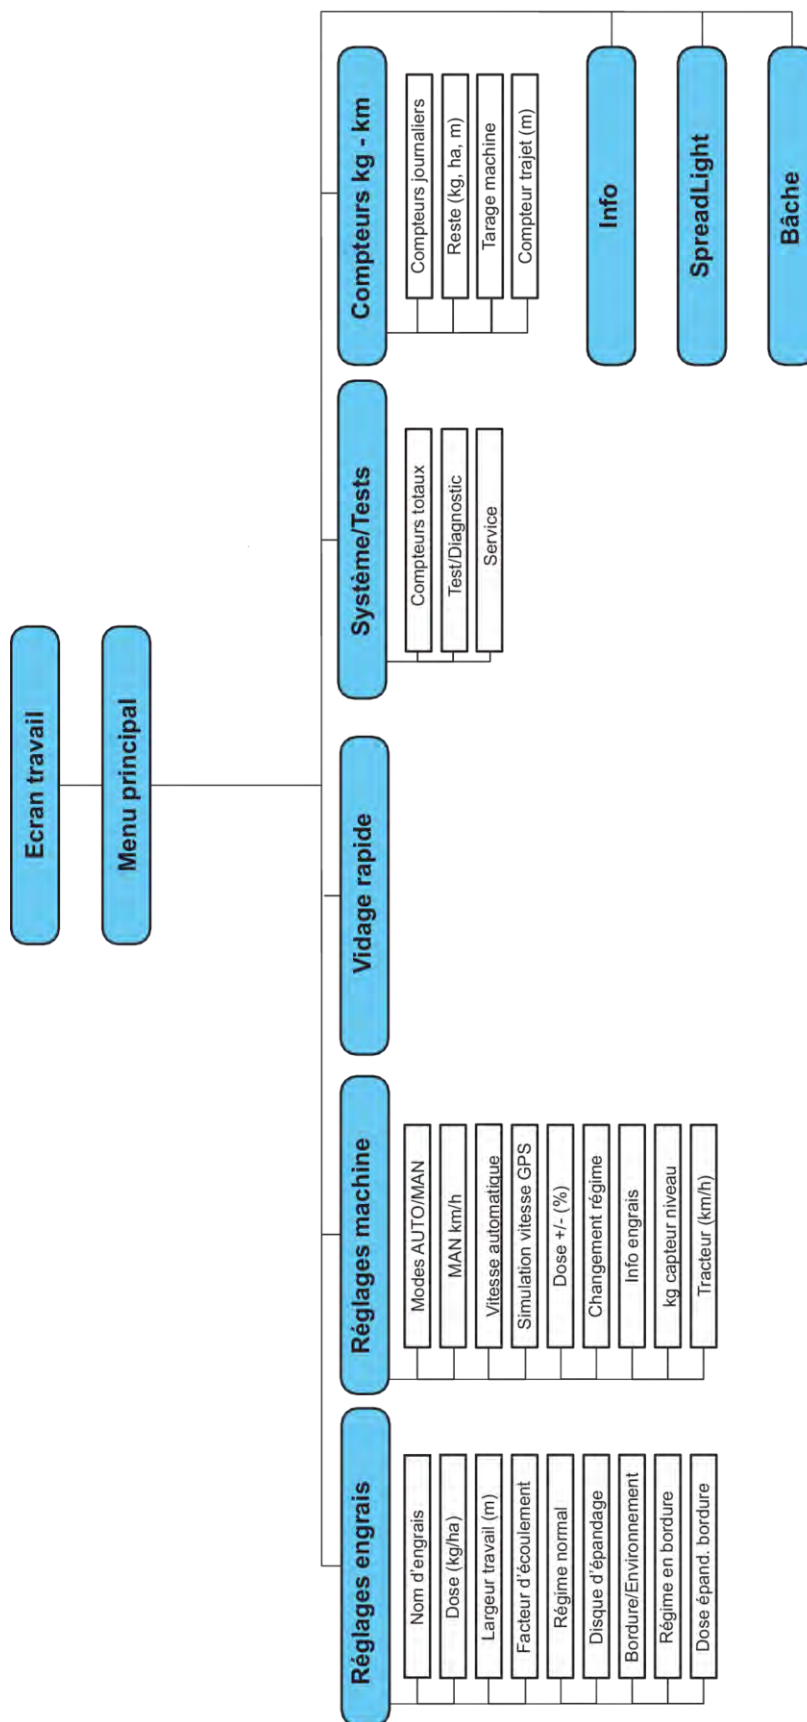 Ecran travail
Menu principal
Réglages engrais
Nom d'engrais
Dose (kg/ha)
Largeur travail (m)
Facteur d'écoulement
Régime normal
Disque d'épandage
Bordure/Environnement
Régime en bordure
Dose épand. bordure
Réglages machine
Modes AUTO/MAN
MAN km/h
Vitesse automatique
Simulation vitesse GPS
Dose +/- (%)
Changement régime
Info engrais
kg capteur niveau
Tracteur (km/h)
Vidage rapide
Système/Tests
Compteurs totaux
Test/Diagnostic
Service
Compteurs kg - km
Compteurs journaliers
Reste (kg, ha, m)
Tarage machine
Compteur trajet (m)
Info
SpreadLight
Bâche